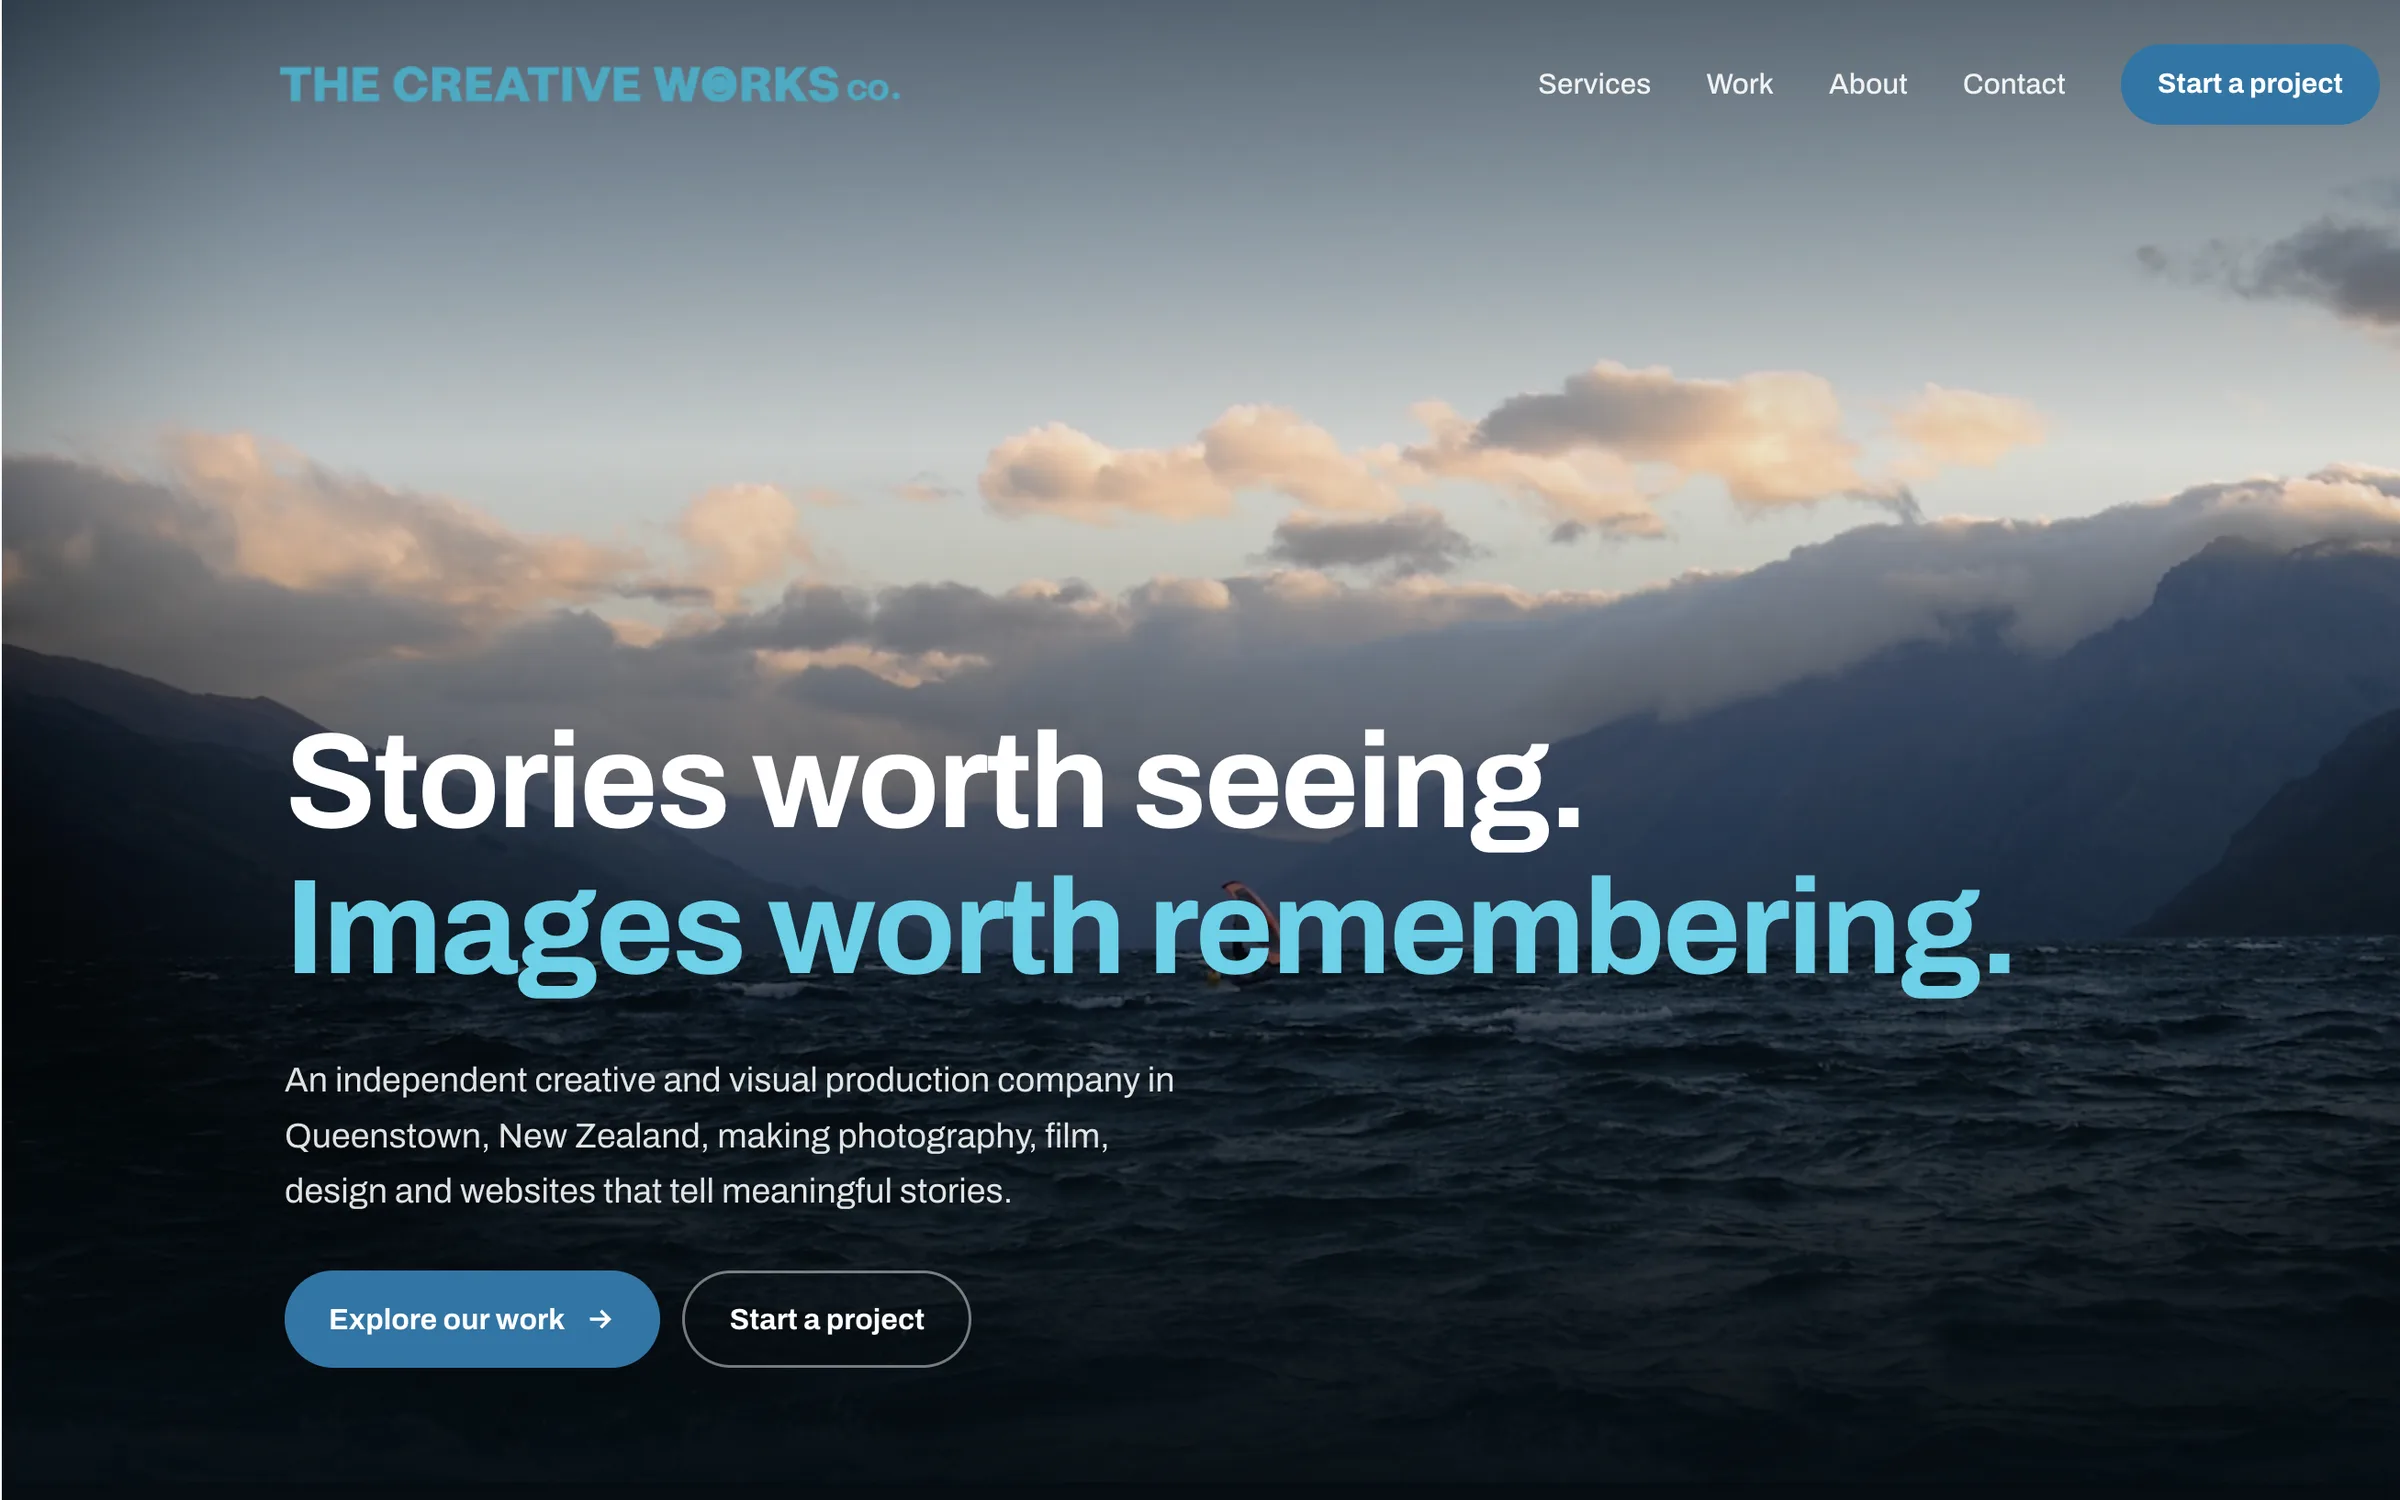 THE CREATIVE WORKS co.
Services
Work
About
Contact
Start a project
Stories worth seeing.
Images worth remembering.
An independent creative and visual production company in
Queenstown, New Zealand, making photography, film,
design and websites that tell meaningful stories.
Explore our work →
Start a project